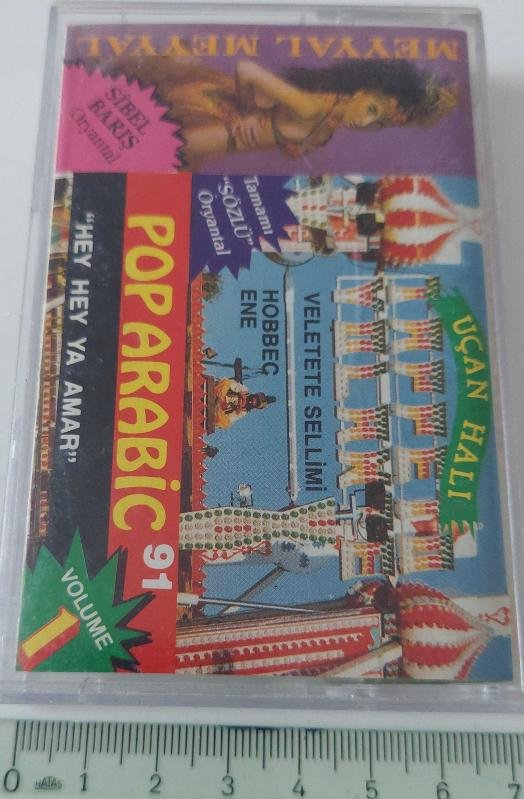 MEYYAL MEYYAL
SİBEL
BARIŞ
Oryantal
Tamamı
"SÖZLÜ"
Oryantal
UÇAN HALI
VELETETE SELLİMİ
HOBBEÇ
ENE
POP ARABİC 91
"HEY HEY YA AMAR"
VOLUME
1
0 1 2 3 4 5 6 7
HATAS